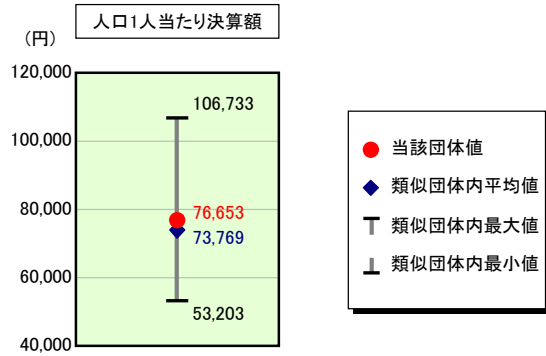 人口1人当たり決算額
（円）
120,000
100,000
80,000
60,000
40,000
106,733
76,653
73,769
53,203
当該団体値
類似団体内平均値
類似団体内最大値
類似団体内最小値